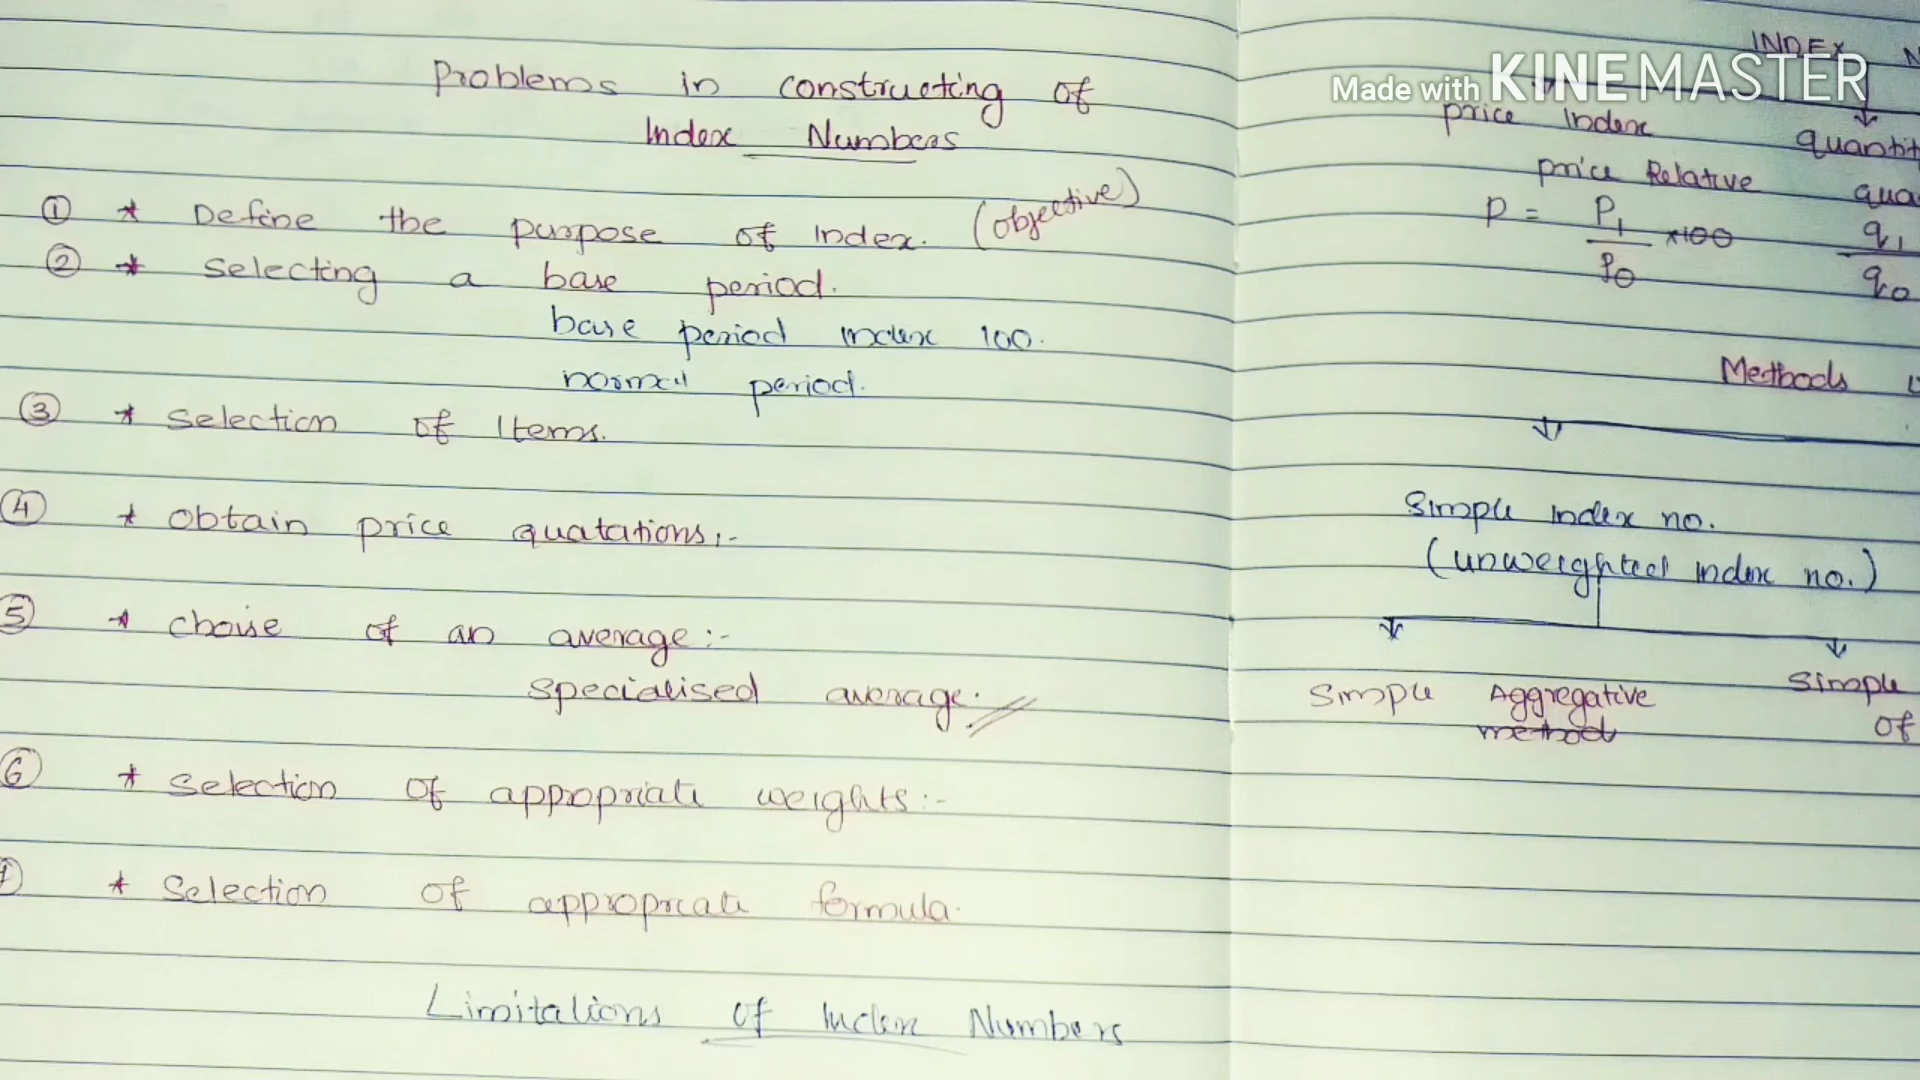 Problems in constructing of
Index Numbers
① * Define the purpose of Index. (objective)
② * Selecting a base period.
base period index 100.
normal period.
③ * Selection of Items.
④ * obtain price quatations:-
⑤ * choise of an average:-
specialised average.
⑥ * selection of appropriate weights:-
* Selection of appropriate formula.
Limitations of Index Numbers
INDEX N
Made with KINEMASTER
price Index quantit
price Relative qua
P = P₁/P₀ ×100 q₁/q₀
Methods
Simple Index no.
(unweighted index no.)
Simple Aggregative method
Simple of